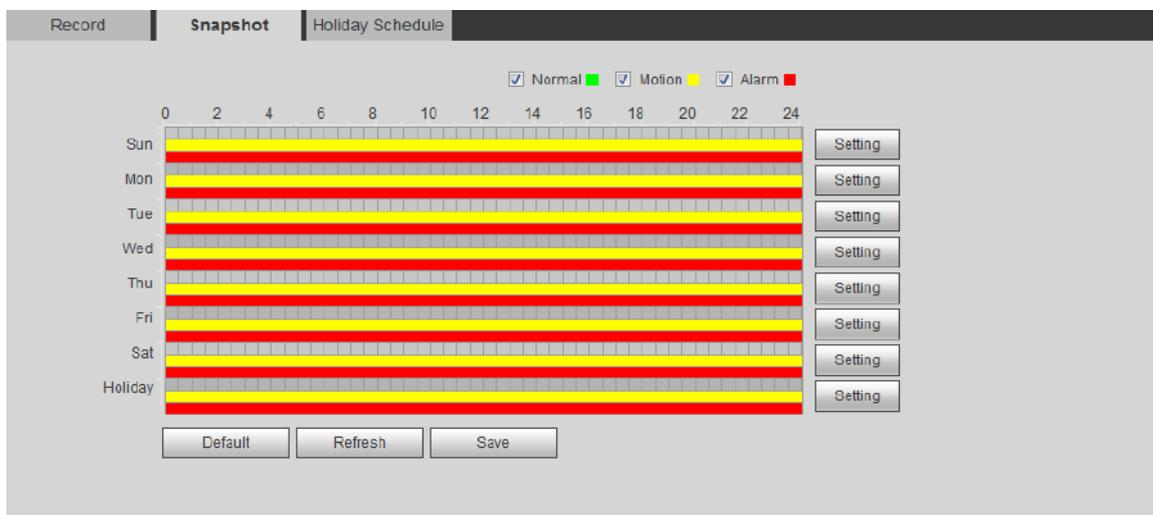 Record Snapshot Holiday Schedule
Normal Motion Alarm
0 2 4 6 8 10 12 14 16 18 20 22 24
Sun Setting
Mon Setting
Tue Setting
Wed Setting
Thu Setting
Fri Setting
Sat Setting
Holiday Setting
Default Refresh Save